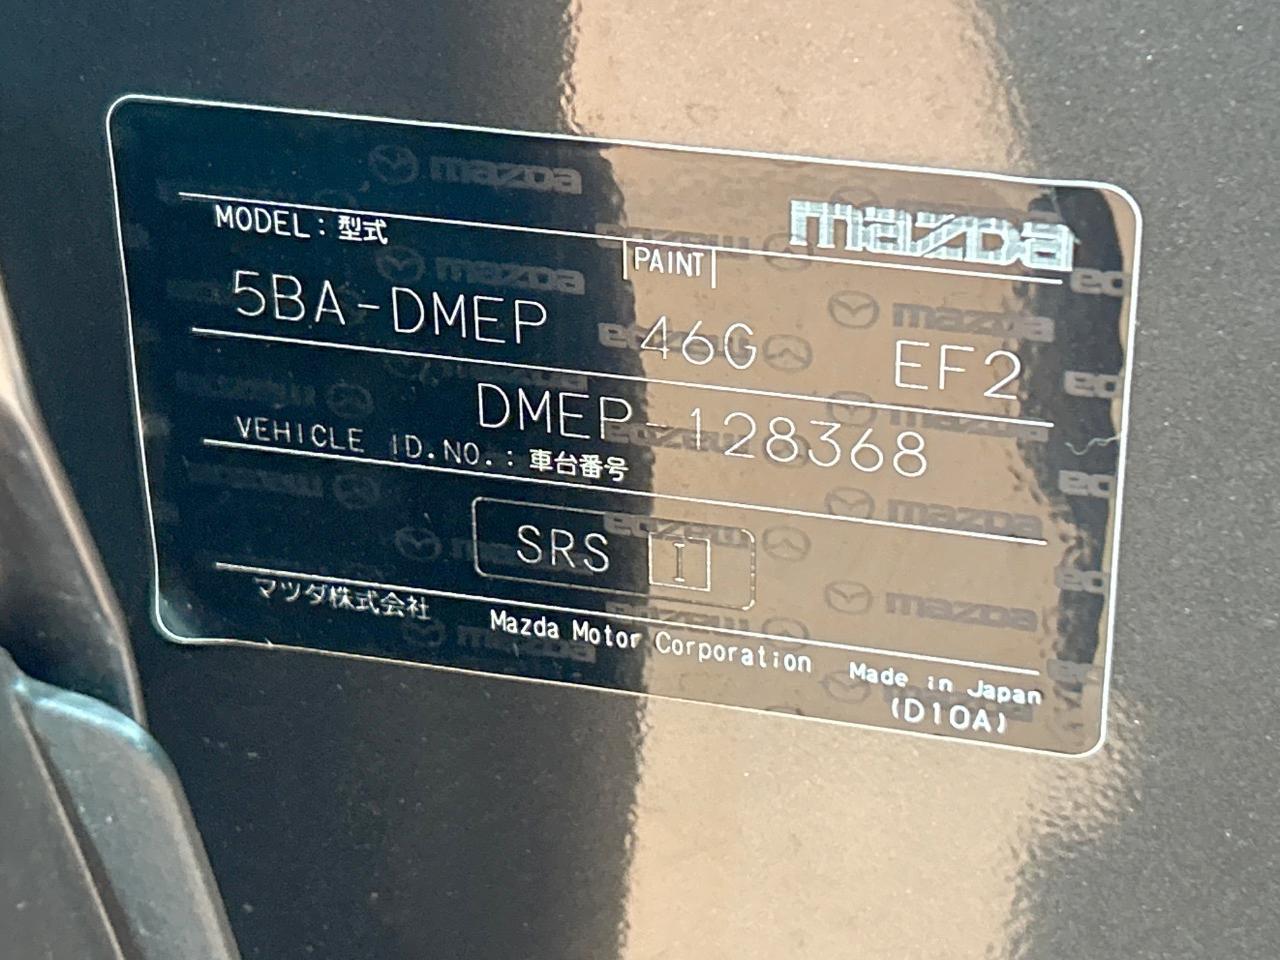 mazda
MODEL:型式
PAINT
5BA-DMEP 46G EF2
DMEP-128368
VEHICLE ID.NO.:車台番号
SRS I
マツダ株式会社 Mazda Motor Corporation Made in Japan
(D10A)